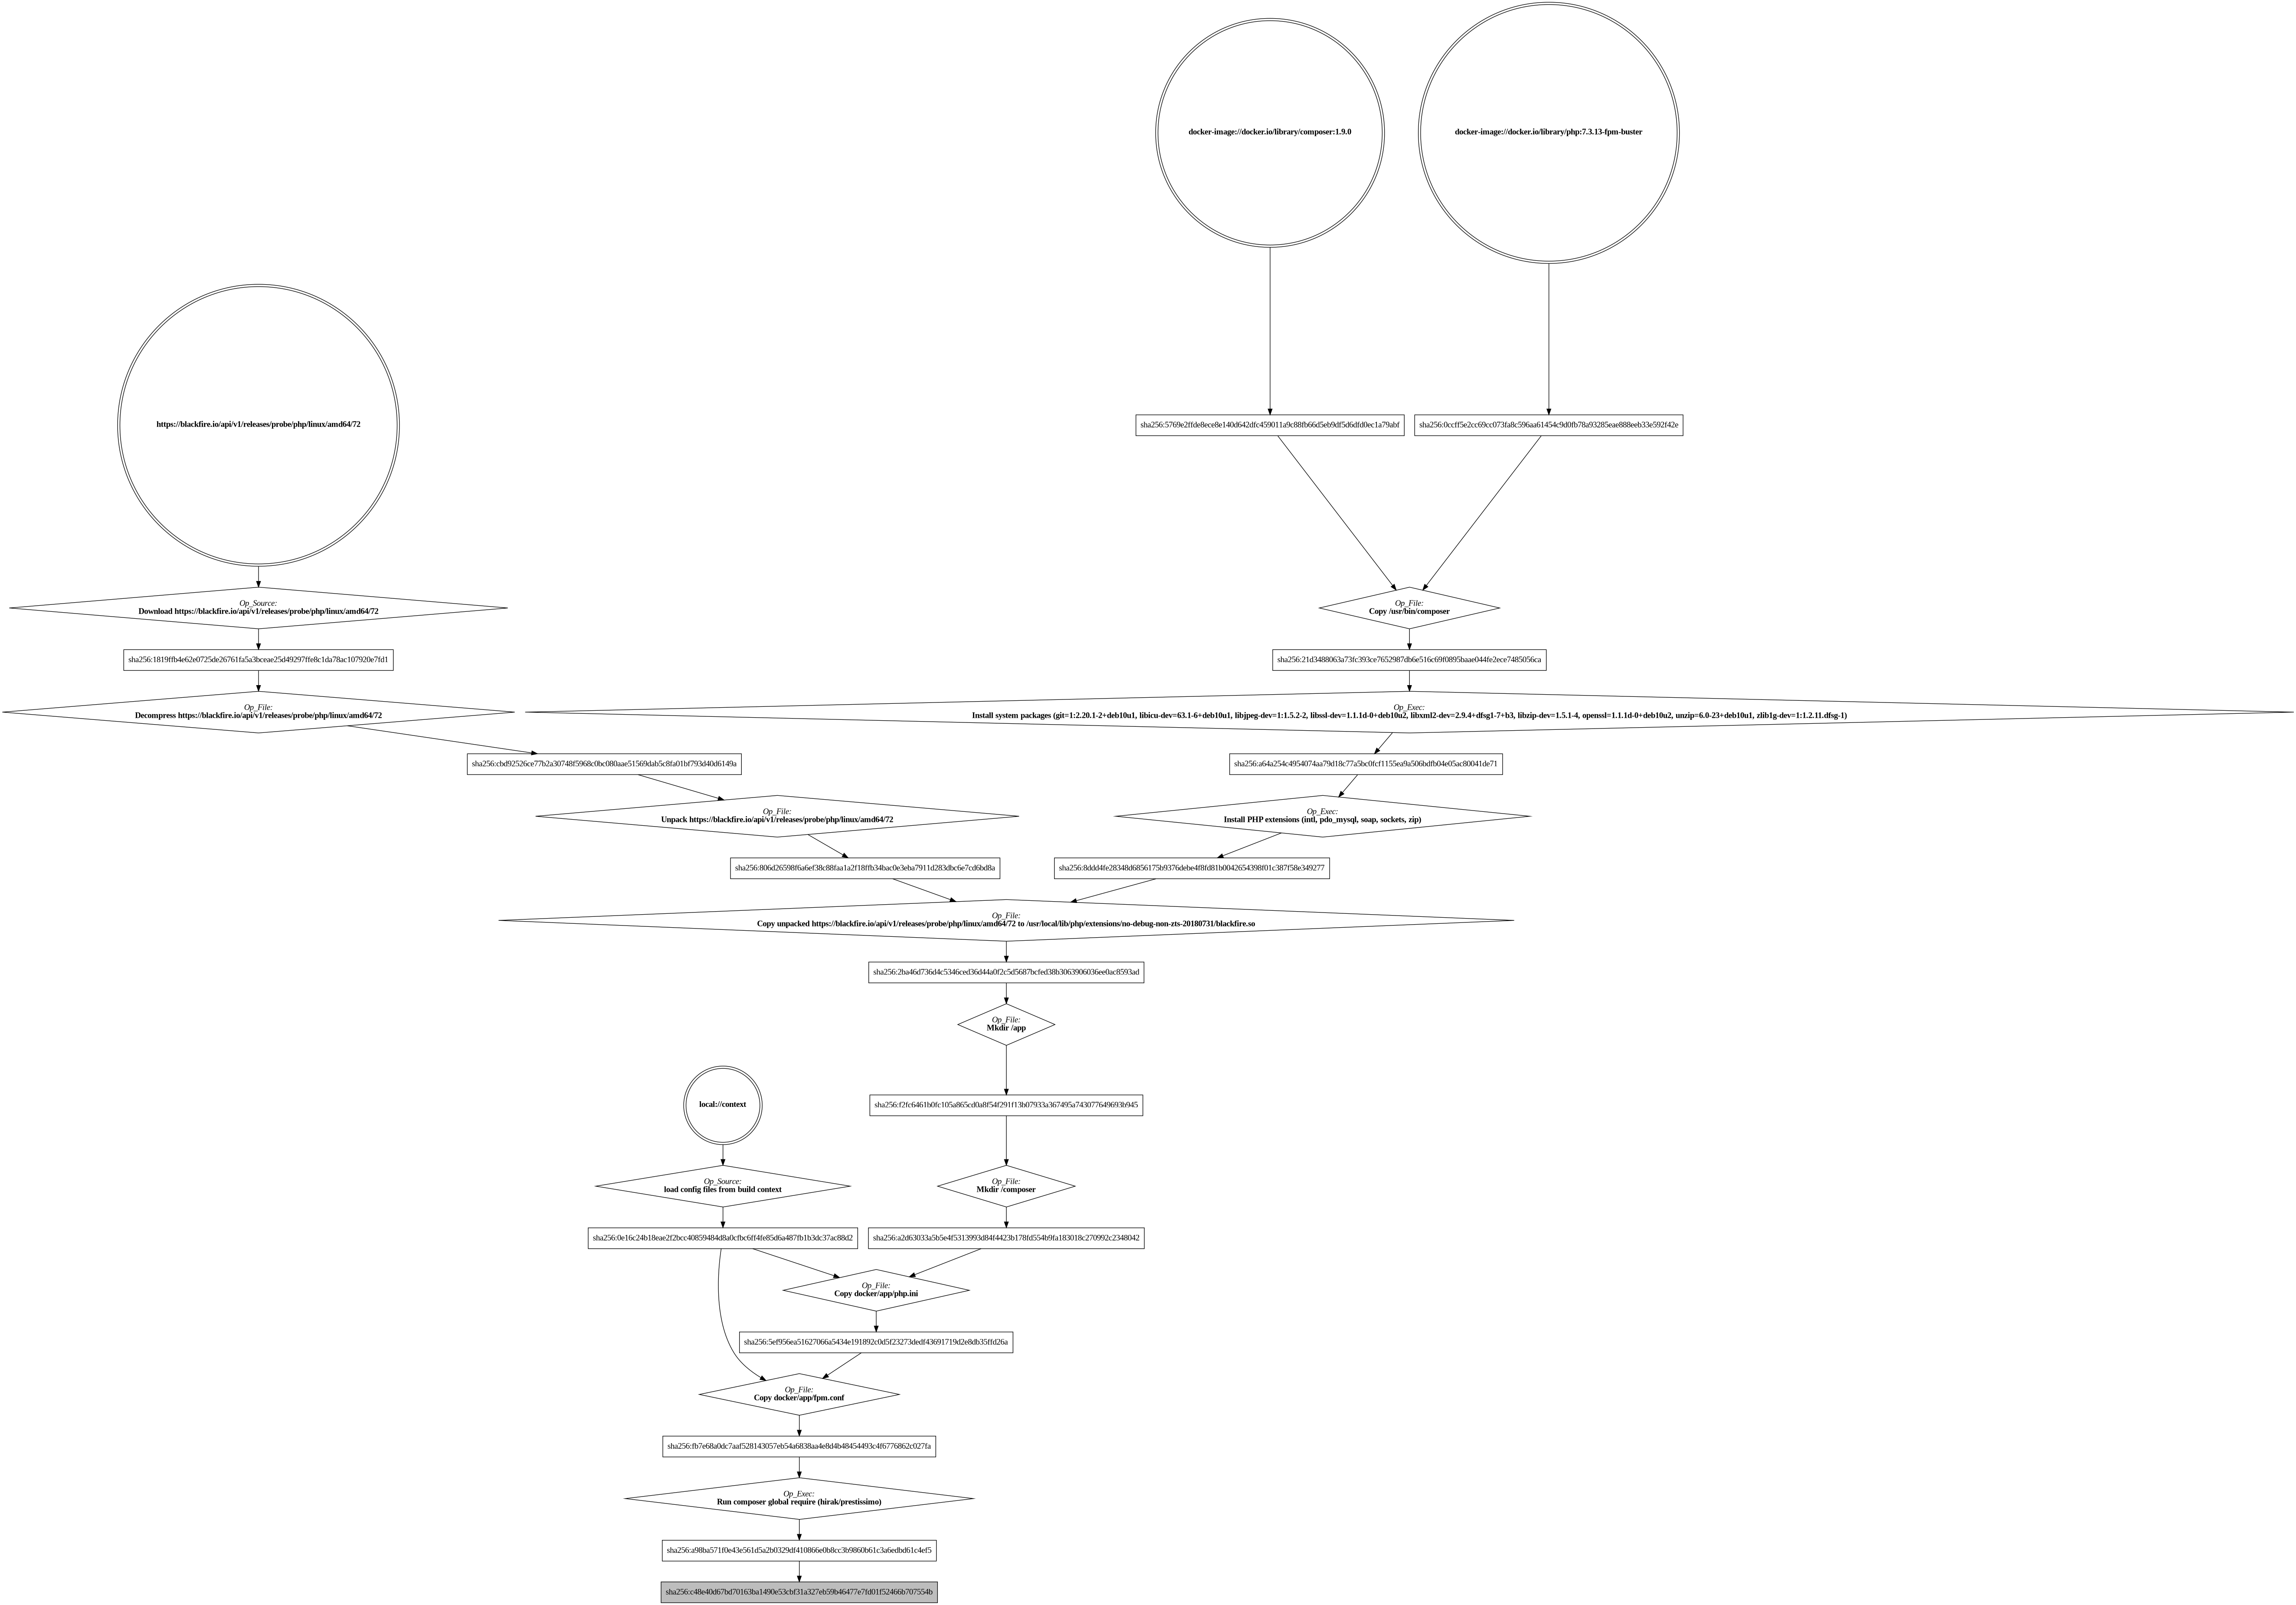 docker-image://docker.io/library/composer:1.9.0
docker-image://docker.io/library/php:7.3.13-fpm-buster
https://blackfire.io/api/v1/releases/probe/php/linux/amd64/72
sha256:5769e2ffde8ece8e140d642dfc459011a9c88fb66d5eb9df5d6dfd0ec1a79abf
sha256:0ccff5e2cc69cc073fa8c596aa61454c9d0fb78a93285eae888eeb33e592f42e
Op_Source:
Download https://blackfire.io/api/v1/releases/probe/php/linux/amd64/72
Op_File:
Copy /usr/bin/composer
sha256:1819ffb4e62e0725de26761fa5a3bceae25d49297ffe8c1da78ac107920e7fd1
sha256:21d3488063a73fc393ce7652987db6e516c69f0895baae044fe2ece7485056ca
Op_File:
Decompress https://blackfire.io/api/v1/releases/probe/php/linux/amd64/72
Op_Exec:
Install system packages (git=1:2.20.1-2+deb10u1, libicu-dev=63.1-6+deb10u1, libjpeg-dev=1:1.5.2-2, libssl-dev=1.1.1d-0+deb10u2, libxml2-dev=2.9.4+dfsg1-7+b3, libzip-dev=1.5.1-4, openssl=1.1.1d-0+deb10u2, unzip=6.0-23+deb10u1, zlib1g-dev=1:1.2.11.dfsg-1)
sha256:cbd92526ce77b2a30748f5968c0bc080aae51569dab5c8fa01bf793d40d6149a
sha256:a64a254c4954074aa79d18c77a5bc0fcf1155ea9a506bdfb04e05ac80041de71
Op_File:
Unpack https://blackfire.io/api/v1/releases/probe/php/linux/amd64/72
Op_Exec:
Install PHP extensions (intl, pdo_mysql, soap, sockets, zip)
sha256:806d26598f6a6ef38c88faa1a2f18ffb34bac0e3eba7911d283dbc6e7cd6bd8a
sha256:8ddd4fe28348d6856175b9376debe4f8fd81b0042654398f01c387f58e349277
Op_File:
Copy unpacked https://blackfire.io/api/v1/releases/probe/php/linux/amd64/72 to /usr/local/lib/php/extensions/no-debug-non-zts-20180731/blackfire.so
sha256:2ba46d736d4c5346ced36d44a0f2c5d5687bcfed38b3063906036ee0ac8593ad
Op_File:
Mkdir /app
local://context
sha256:f2fc6461b0fc105a865cd0a8f54f291f13b07933a367495a743077649693b945
Op_Source:
load config files from build context
Op_File:
Mkdir /composer
sha256:0e16c24b18eae2f2bcc40859484d8a0cfbc6ff4fe85d6a487fb1b3dc37ac88d2
sha256:a2d63033a5b5e4f5313993d84f4423b178fd554b9fa183018c270992c2348042
Op_File:
Copy docker/app/php.ini
sha256:5ef956ea51627066a5434e191892c0d5f23273dedf43691719d2e8db35ffd26a
Op_File:
Copy docker/app/fpm.conf
sha256:fb7e68a0dc7aaf528143057eb54a6838aa4e8d4b48454493c4f6776862c027fa
Op_Exec:
Run composer global require (hirak/prestissimo)
sha256:a98ba571f0e43e561d5a2b0329df410866e0b8cc3b9860b61c3a6edbd61c4ef5
sha256:c48e40d67bd70163ba1490e53cbf31a327eb59b46477e7fd01f52466b707554b